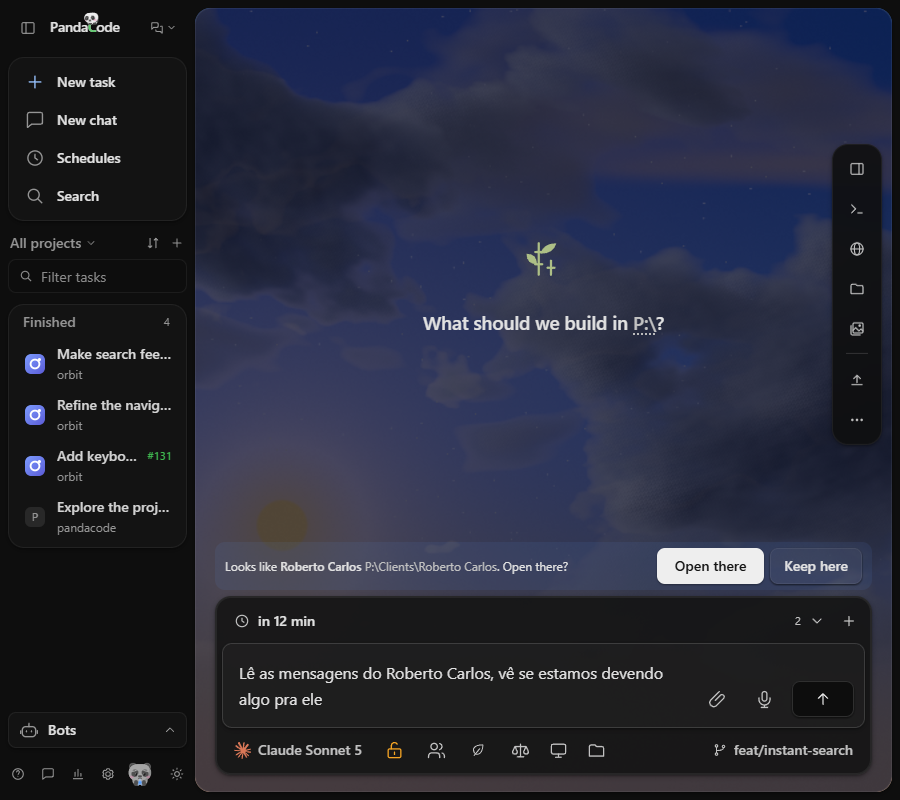 PandaCode
New task
New chat
Schedules
Search
All projects
Filter tasks
Finished 4
Make search fee...
orbit
Refine the navig...
orbit
Add keybo... #131
orbit
P
Explore the proj...
pandacode
Bots
What should we build in P:\?
Looks like Roberto Carlos P:\Clients\Roberto Carlos. Open there?
Open there
Keep here
in 12 min
2
Lê as mensagens do Roberto Carlos, vê se estamos devendo
algo pra ele
Claude Sonnet 5
feat/instant-search